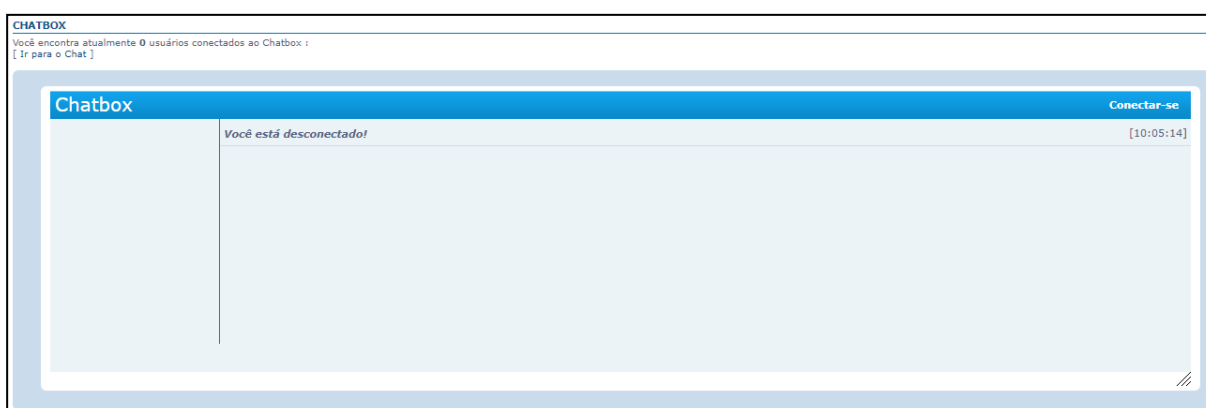 CHATBOX
Você encontra atualmente 0 usuários conectados ao Chatbox :
[ Ir para o Chat ]
Chatbox
Conectar-se
Você está desconectado!
[10:05:14]